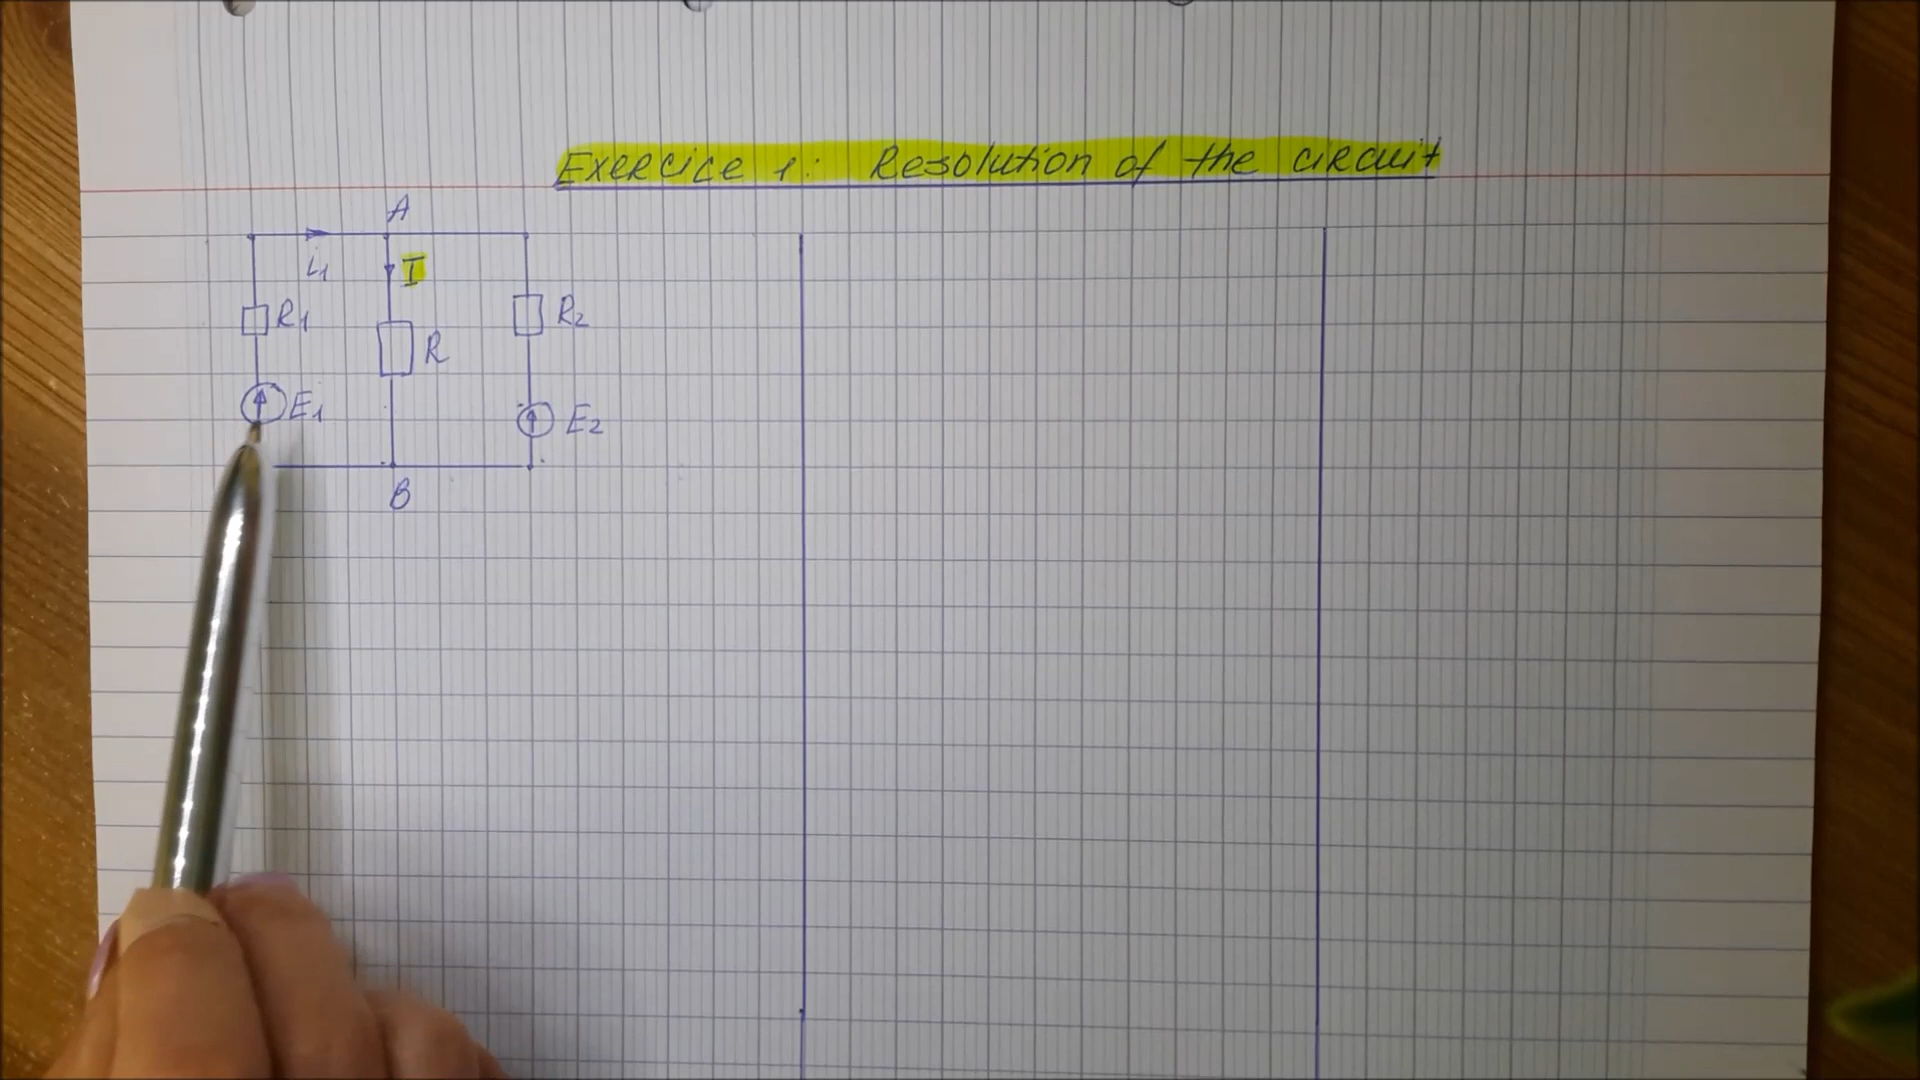 Exercice 1: Resolution of the circuit
A
i1
I
R1
R
R2
E1
E2
B